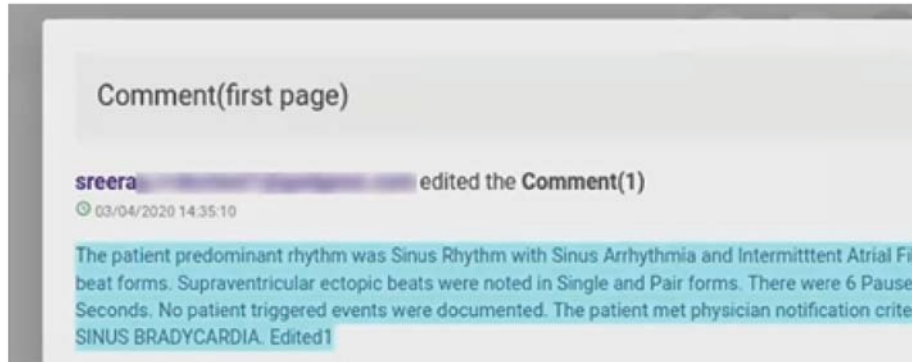 Comment(first page)
sreera edited the Comment(1)
03/04/2020 14:35:10
The patient predominant rhythm was Sinus Rhythm with Sinus Arrhythmia and Intermitttent Atrial Fi
beat forms. Supraventricular ectopic beats were noted in Single and Pair forms. There were 6 Pause
Seconds. No patient triggered events were documented. The patient met physician notification crite
SINUS BRADYCARDIA. Edited1